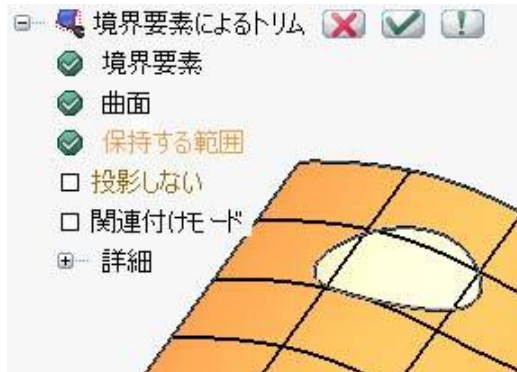 境界要素によるトリム
境界要素
曲面
保持する範囲
投影しない
関連付けモード
詳細